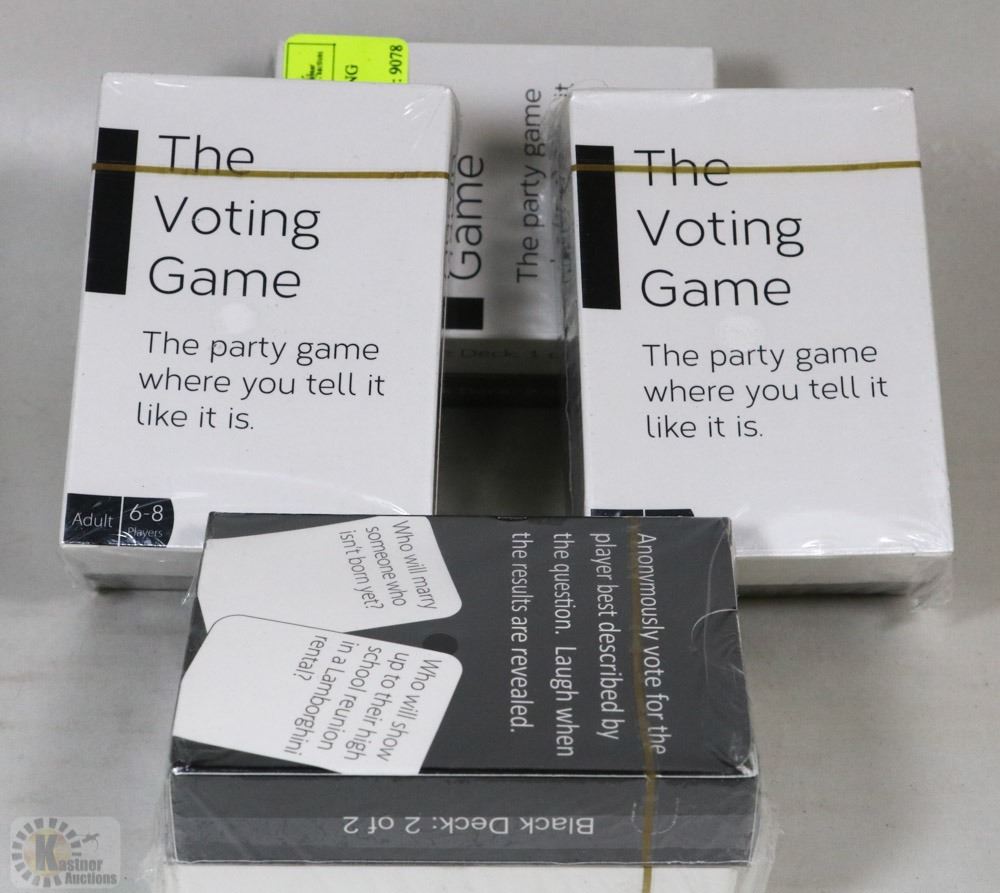 NG
: 9078
The
Voting
Game
The party game
where you tell it
like it is.
Adult
6-8
Players
Game
The party game
it
Deck: 1
The
Voting
Game
The party game
where you tell it
like it is.
Who will marry
someone who
isn't born yet?
Who will show
up to their high
school reunion
in a Lamborghini
rental?
Anonymously vote for the
player best described by
the question. Laugh when
the results are revealed.
Black Deck: 2 of 2
Kastner
Auctions